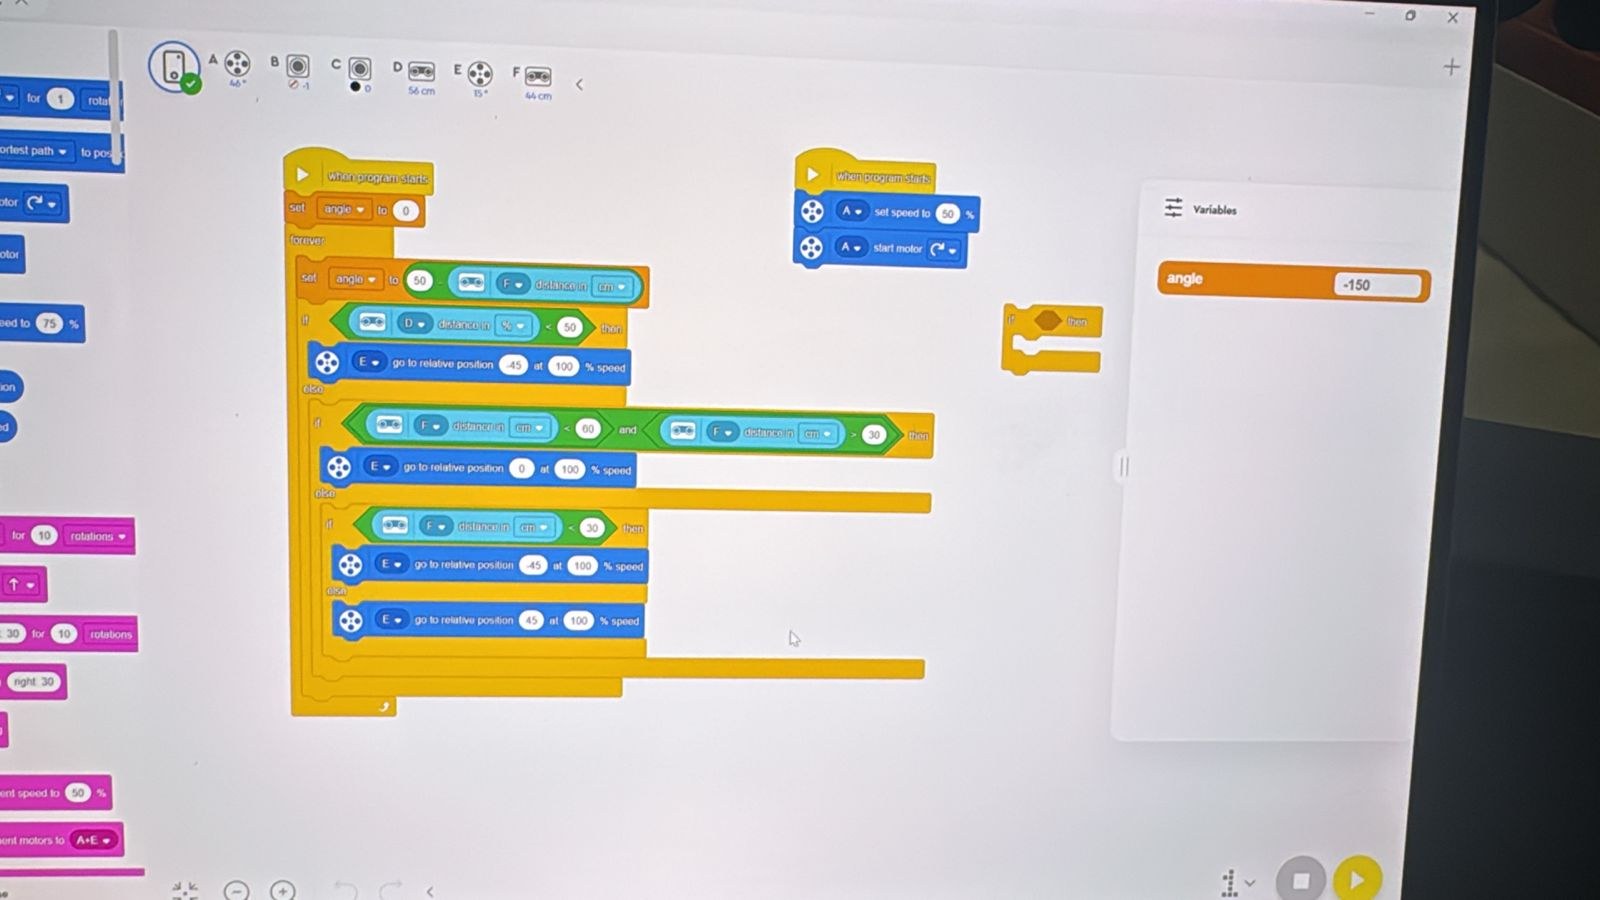 A B C D E F
46° -1 0 56 cm 15° 44 cm
for 1
ortest path to pos
otor
otor
eed to 75 %
ion
ed
for 10 rotations
30 for 10 rotations
right 30
ent speed to 50 %
ent motors to A+E
when program starts
set angle to 0
forever
set angle to 50 - F distance in cm
if D distance in % < 50 then
E go to relative position -45 at 100 % speed
else
if F distance in cm < 60 and F distance in cm > 30 then
E go to relative position 0 at 100 % speed
else
if F distance in cm < 30 then
E go to relative position -45 at 100 % speed
else
E go to relative position 45 at 100 % speed
when program starts
A set speed to 50 %
A start motor
if then
Variables
angle -150